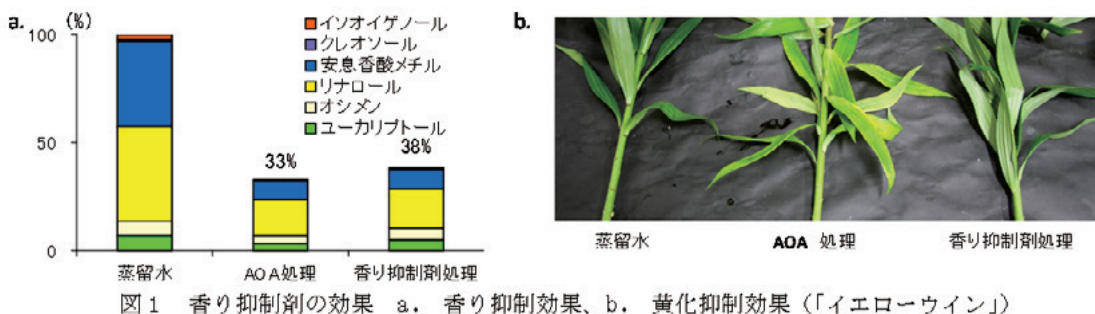 a.
(%)
100
50
0
イソオイゲノール
クレオソール
安息香酸メチル
リナロール
オシメン
ユーカリプトール
33%
38%
蒸留水
AOA処理
香り抑制剤処理
b.
蒸留水
AOA 処理
香り抑制剤処理
図1 香り抑制剤の効果 a. 香り抑制効果、b. 黄化抑制効果(「イエローウイン」)